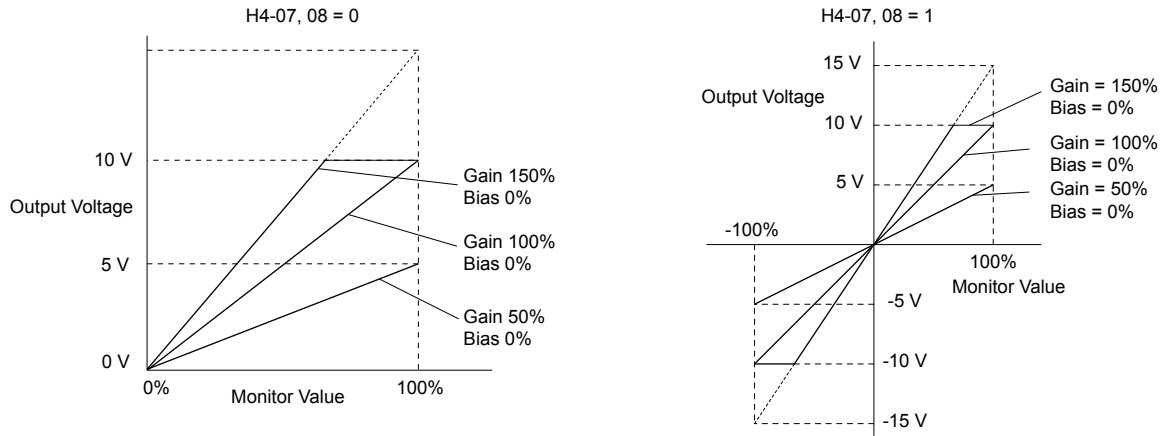 H4-07, 08 = 0
10 V
Output Voltage
5 V
0 V
0%
Monitor Value
100%
Gain 150%
Bias 0%
Gain 100%
Bias 0%
Gain 50%
Bias 0%
H4-07, 08 = 1
Output Voltage
15 V
10 V
5 V
-100%
100%
Monitor Value
-5 V
-10 V
-15 V
Gain = 150%
Bias = 0%
Gain = 100%
Bias = 0%
Gain = 50%
Bias = 0%